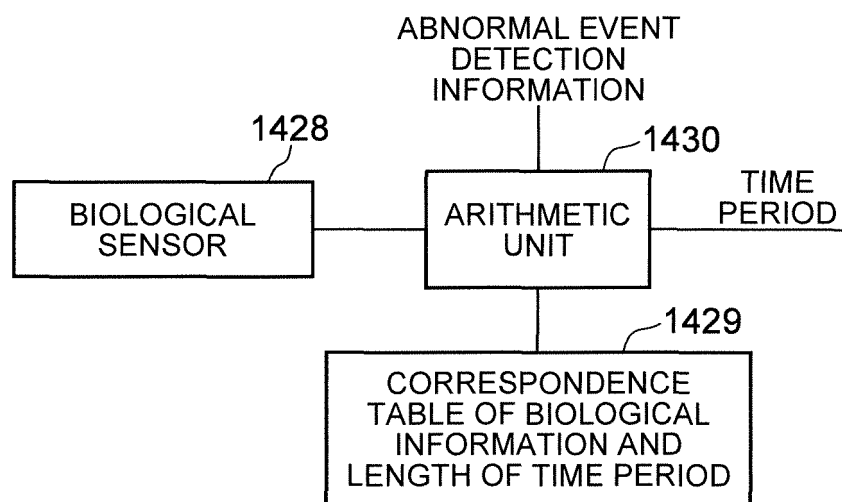 ABNORMAL EVENT
DETECTION
INFORMATION
1428
1430
BIOLOGICAL
SENSOR
ARITHMETIC
UNIT
TIME
PERIOD
1429
CORRESPONDENCE
TABLE OF BIOLOGICAL
INFORMATION AND
LENGTH OF TIME PERIOD